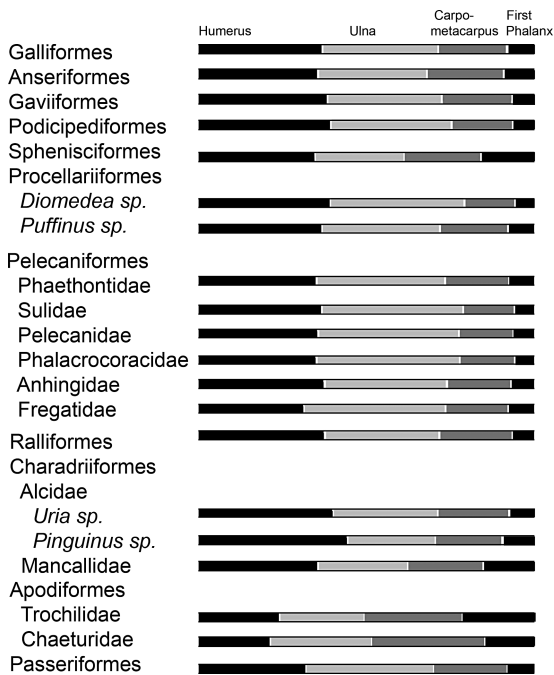 Humerus Ulna Carpo- First
metacarpus Phalanx
Galliformes
Anseriformes
Gaviiformes
Podicipediformes
Sphenisciformes
Procellariiformes
Diomedea sp.
Puffinus sp.
Pelecaniformes
Phaethontidae
Sulidae
Pelecanidae
Phalacrocoracidae
Anhingidae
Fregatidae
Ralliformes
Charadriiformes
Alcidae
Uria sp.
Pinguinus sp.
Mancallidae
Apodiformes
Trochilidae
Chaeturidae
Passeriformes